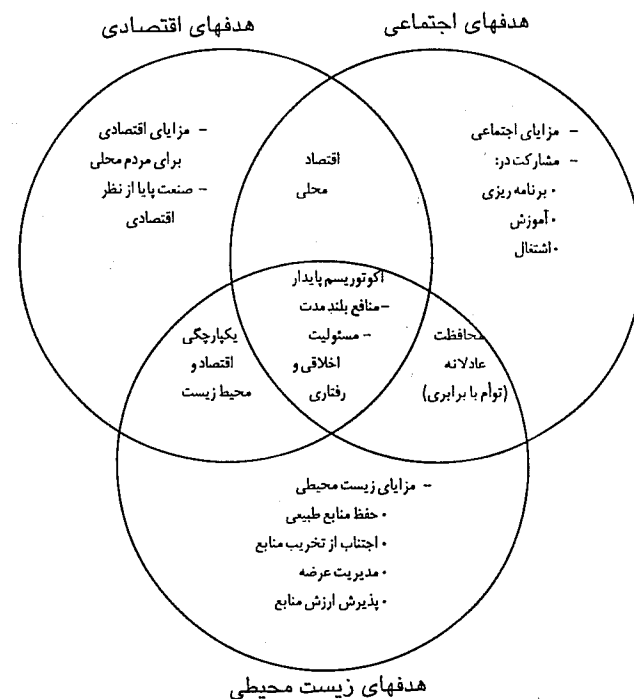 هدفهای اجتماعی
هدفهای اقتصادی
- مزایای اجتماعی
- مشارکت در:
• برنامه ریزی
• آموزش
• اشتغال
اقتصاد
محلی
- مزایای اقتصادی
برای مردم محلی
- صنعت پایا از نظر
اقتصادی
اکوتوریسم پایدار
- منافع بلند مدت
- مسئولیت
اخلاقی و
رفتاری
محافظت
عادلانه
(توأم با برابری)
یکپارچگی
اقتصاد و
محیط زیست
- مزایای زیست محیطی
• حفظ منابع طبیعی
• اجتناب از تخریب منابع
• مدیریت عرضه
• پذیرش ارزش منابع
هدفهای زیست محیطی